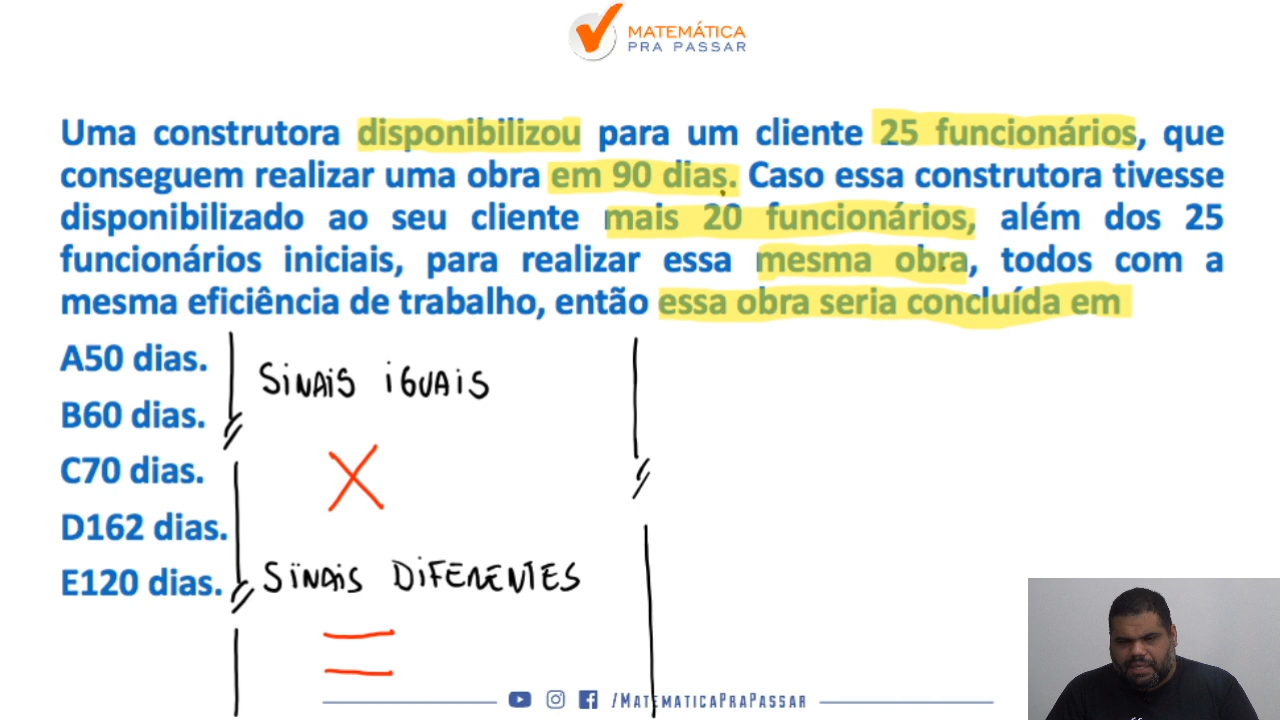 MATEMÁTICA
PRA PASSAR
Uma construtora disponibilizou para um cliente 25 funcionários, que
conseguem realizar uma obra em 90 dias. Caso essa construtora tivesse
disponibilizado ao seu cliente mais 20 funcionários, além dos 25
funcionários iniciais, para realizar essa mesma obra, todos com a
mesma eficiência de trabalho, então essa obra seria concluída em
A50 dias.
B60 dias.
C70 dias.
D162 dias.
E120 dias.
SINAIS IGUAIS
X
SINAIS DIFERENTES
=
/MATEMATICAPRAPASSAR